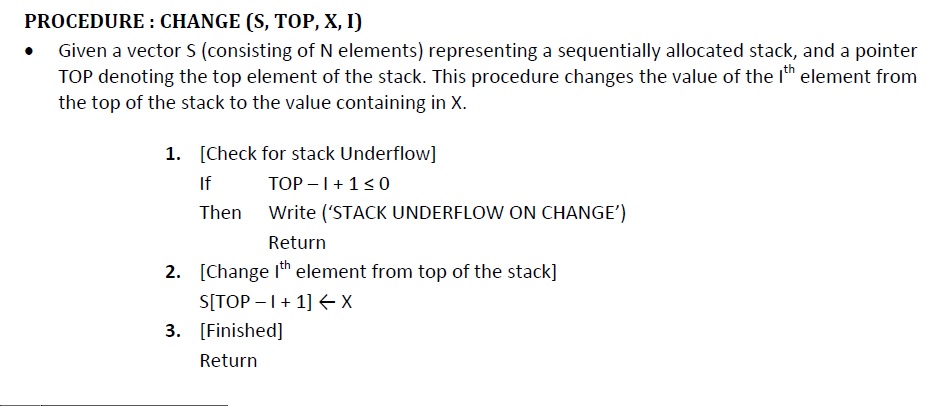 PROCEDURE : CHANGE (S, TOP, X, I)
• Given a vector S (consisting of N elements) representing a sequentially allocated stack, and a pointer
TOP denoting the top element of the stack. This procedure changes the value of the Ith element from
the top of the stack to the value containing in X.
1. [Check for stack Underflow]
If TOP – I + 1 ≤ 0
Then Write (‘STACK UNDERFLOW ON CHANGE’)
Return
2. [Change Ith element from top of the stack]
S[TOP – I + 1] ← X
3. [Finished]
Return